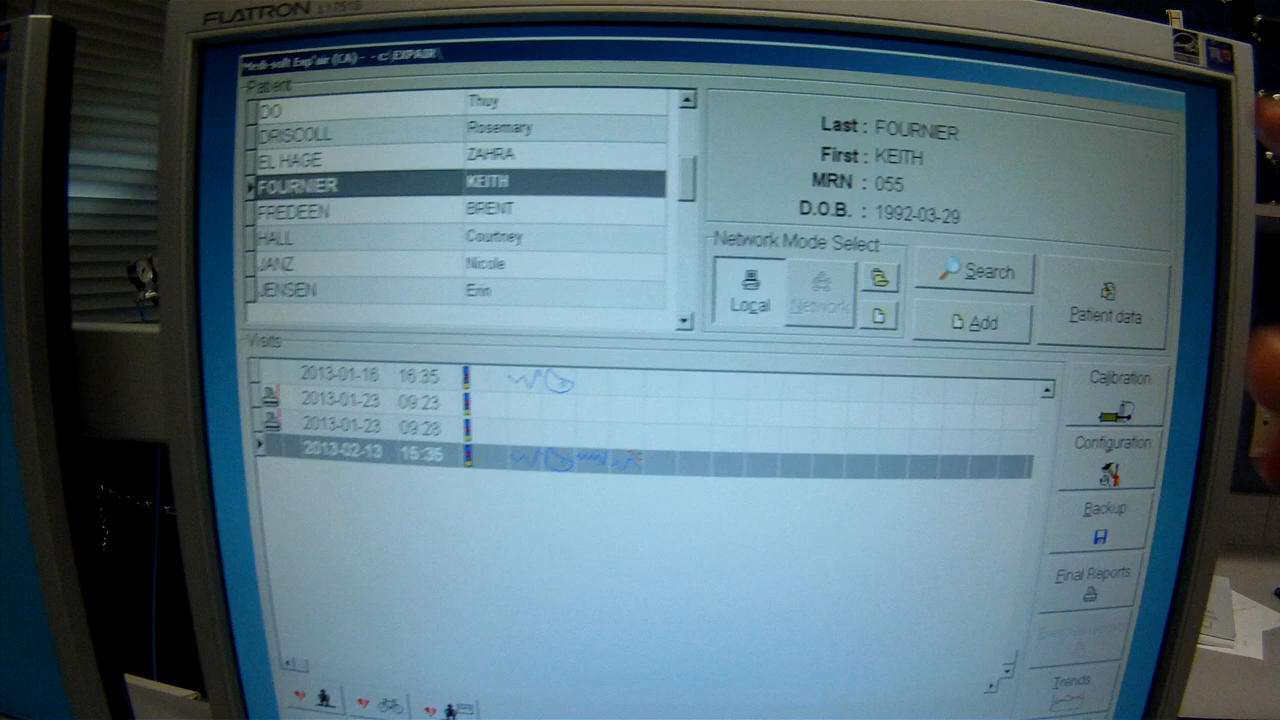 FLATRON L1751S
Medi-soft Exp'air (CA) - - c:\EXPAIR\
Patient
DO Thuy
DRISCOLL Rosemary
EL HAGE ZAHRA
FOURNIER KEITH
FREDEEN BRENT
HALL Courtney
JANZ Nicole
JENSEN Erin
Last : FOURNIER
First : KEITH
MRN : 055
D.O.B. : 1992-03-29
Network Mode Select
Local Network
Search
Add
Patient data
Visits
2013-01-16 16:35
2013-01-23 09:23
2013-01-23 09:28
2013-02-13 15:35
Calibration
Configuration
Backup
Final Reports
Trends